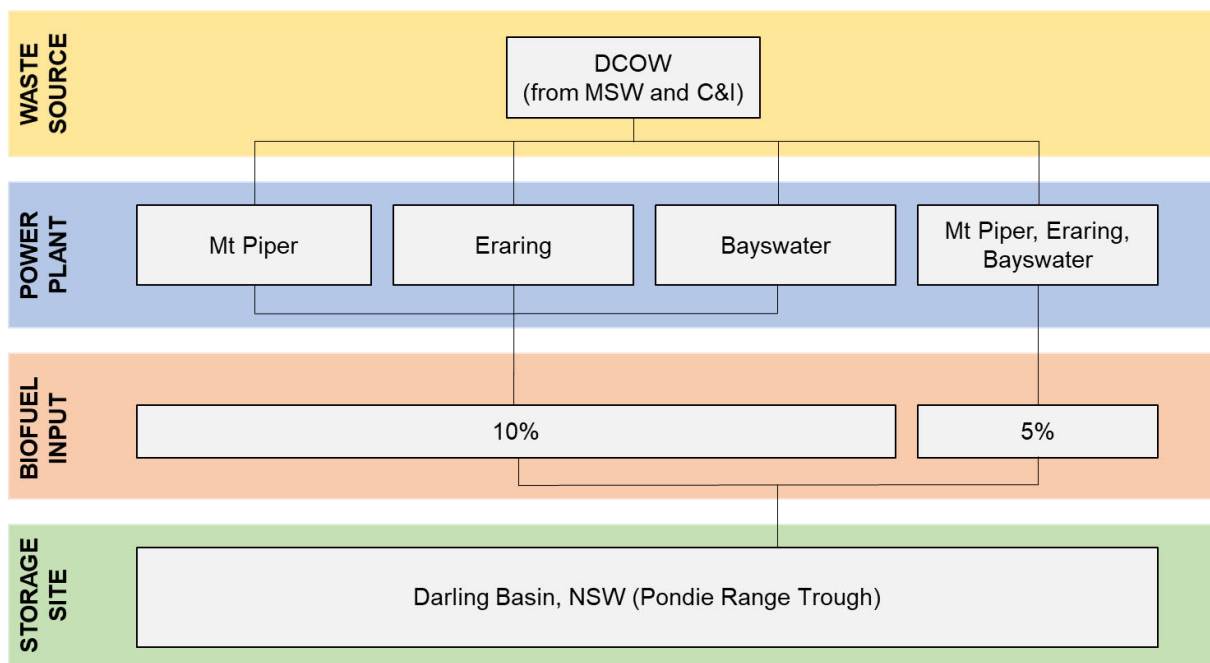 WASTE
SOURCE
DCOW
(from MSW and C&I)
POWER
PLANT
Mt Piper
Eraring
Bayswater
Mt Piper, Eraring,
Bayswater
BIOFUEL
INPUT
10%
5%
STORAGE
SITE
Darling Basin, NSW (Pondie Range Trough)